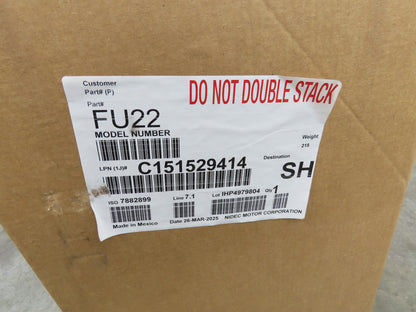 Customer
Part# (P)
DO NOT DOUBLE STACK
Part#
FU22
MODEL NUMBER
Weight
215
LPN (1J)#
C151529414
Destination
SH
ISO 7882899
Line 7.1
Lot IHP4979804
Qty 1
Made in Mexico
Date 26-MAR-2025
NIDEC MOTOR CORPORATION